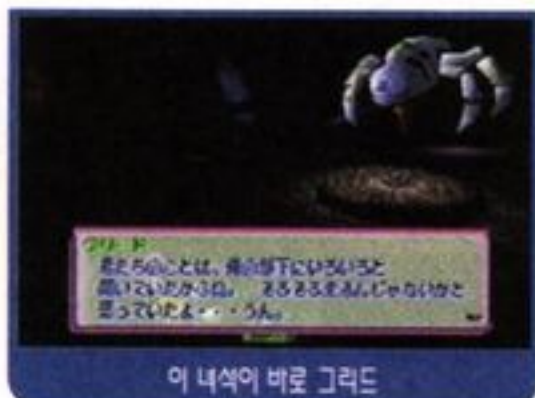 グリード
君たちのことは、俺の部下にいろいろと
聞いていたからね。 そろそろ来るんじゃないかと
思っていたよ・・・うん。
이 녀석이 바로 그리드